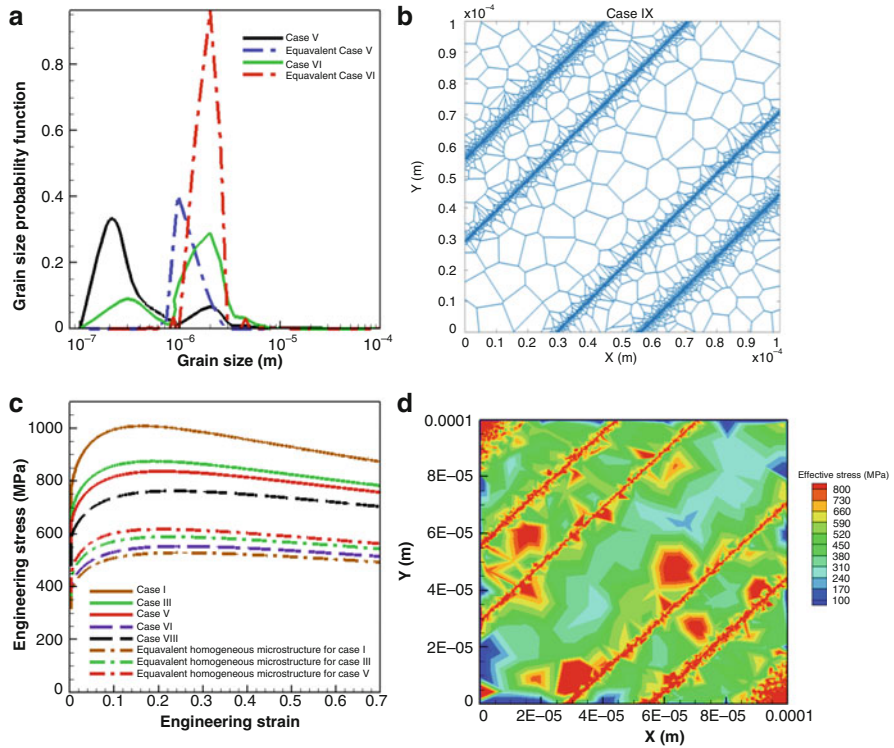 a
Case V
Equavalent Case V
Case VI
Equavalent Case VI
Grain size probability function
0.8
0.6
0.4
0.2
0
10-7
10-6
10-5
10-4
Grain size (m)
b
x10-4
Case IX
1
0.9
0.8
0.7
0.6
0.5
0.4
0.3
0.2
0.1
0
Y (m)
0
0.1
0.2
0.3
0.4
0.5
0.6
0.7
0.8
0.9
1
X (m)
x10-4
c
Engineering stress (MPa)
1000
800
600
400
200
0
Case I
Case III
Case V
Case VI
Case VIII
Equavalent homogeneous microstructure for case I
Equavalent homogeneous microstructure for case III
Equavalent homogeneous microstructure for case V
0
0.1
0.2
0.3
0.4
0.5
0.6
0.7
Engineering strain
d
0.0001
8E-05
6E-05
4E-05
2E-05
0
Y (m)
0
2E-05
4E-05
6E-05
8E-05
0.0001
X (m)
Effective stress (MPa)
800
730
660
590
520
450
380
310
240
170
100